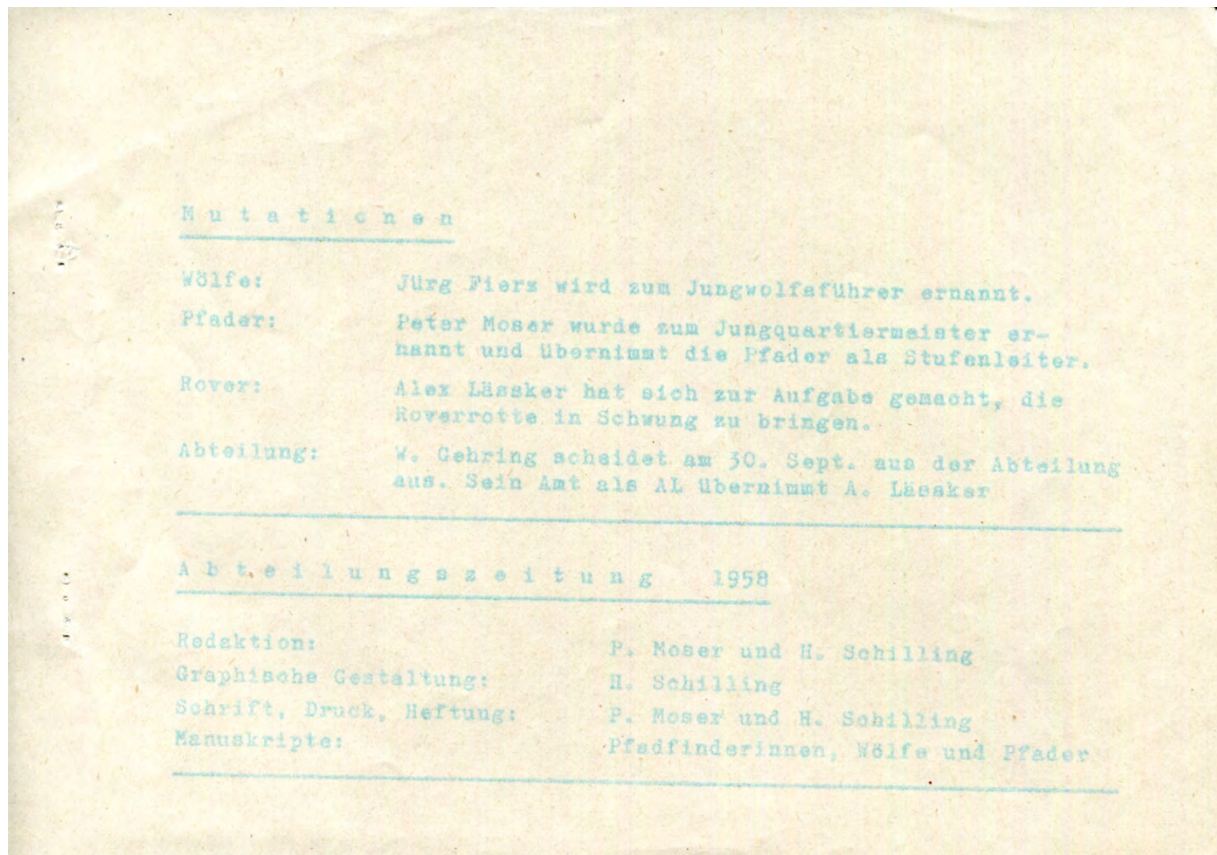 Mutationen
Wölfe: Jürg Fierz wird zum Jungwolfsführer ernannt.
Pfader: Peter Moser wurde zum Jungquartiermeister er-
nannt und übernimmt die Pfader als Stufenleiter.
Rover: Alex Lässker hat sich zur Aufgabe gemacht, die
Roverrotte in Schwung zu bringen.
Abteilung: W. Gehring scheidet am 30. Sept. aus der Abteilung
aus. Sein Amt als AL übernimmt A. Lässker
Abteilungszeitung 1958
Redaktion: P. Moser und H. Schilling
Graphische Gestaltung: H. Schilling
Schrift, Druck, Heftung: P. Moser und H. Schilling
Manuskripte: Pfadfinderinnen, Wölfe und Pfader